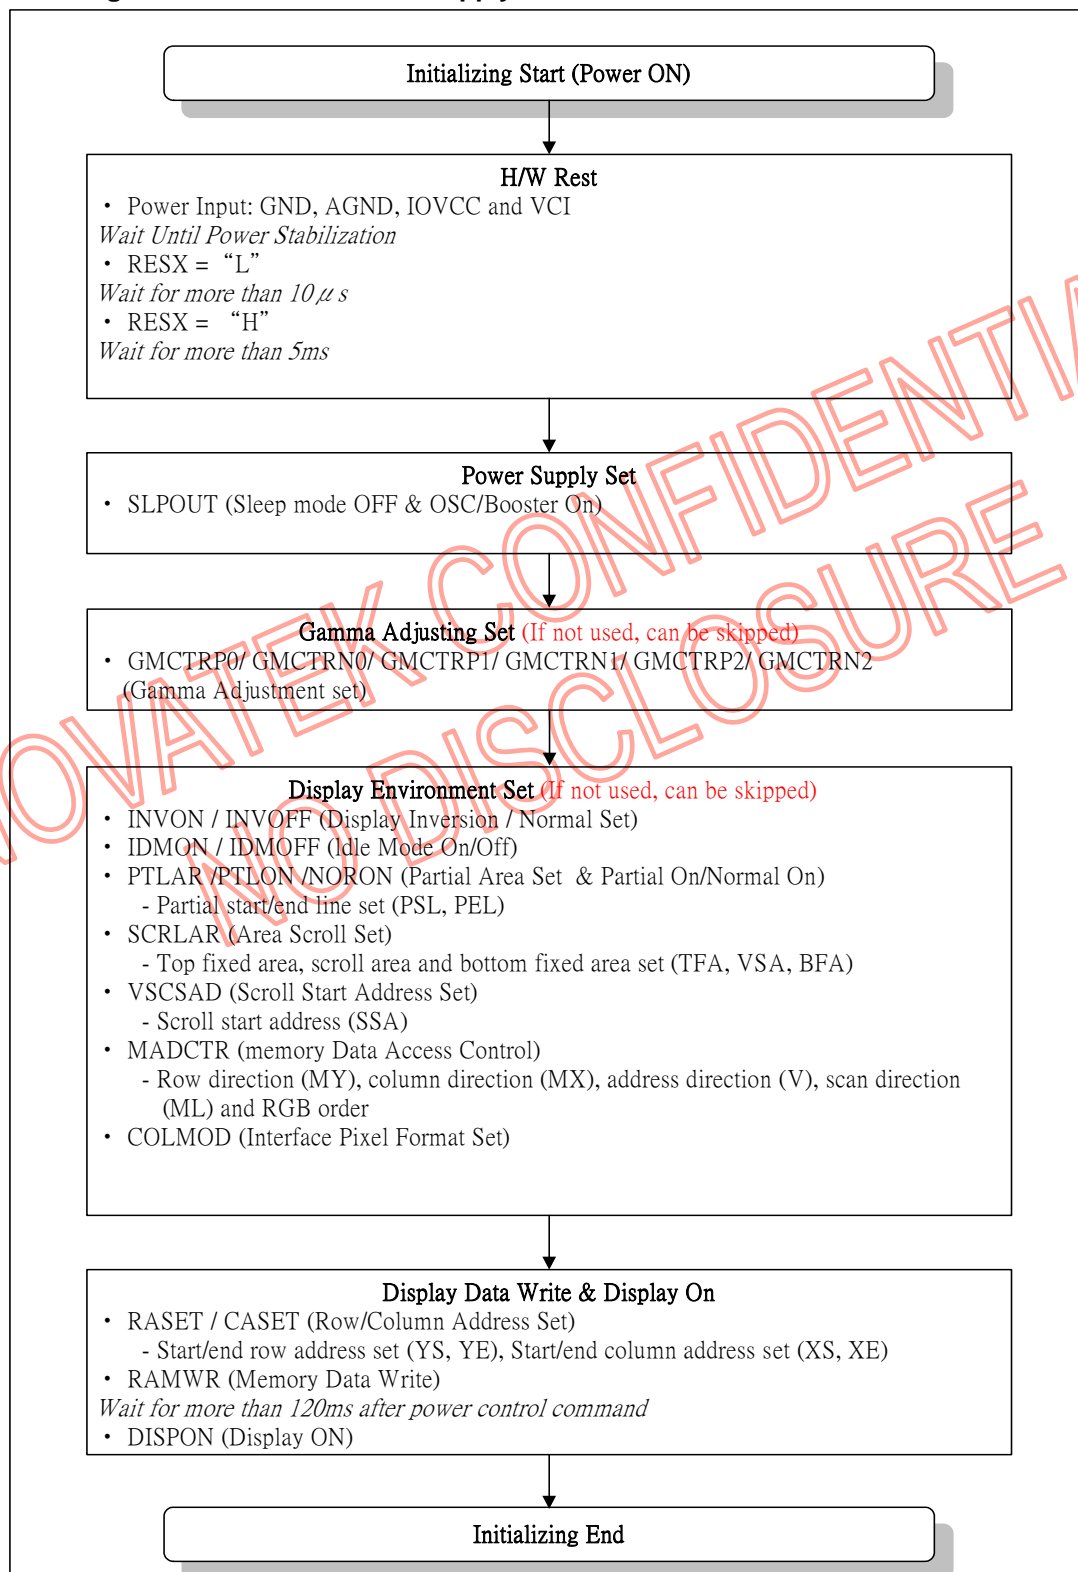 Initializing Start (Power ON)
H/W Rest
・ Power Input: GND, AGND, IOVCC and VCI
Wait Until Power Stabilization
・ RESX = “L”
Wait for more than 10μs
・ RESX = “H”
Wait for more than 5ms
Power Supply Set
・ SLPOUT (Sleep mode OFF & OSC/Booster On)
Gamma Adjusting Set (If not used, can be skipped)
・ GMCTRP0/ GMCTRN0/ GMCTRP1/ GMCTRN1/ GMCTRP2/ GMCTRN2
(Gamma Adjustment set)
Display Environment Set (If not used, can be skipped)
・ INVON / INVOFF (Display Inversion / Normal Set)
・ IDMON / IDMOFF (Idle Mode On/Off)
・ PTLAR /PTLON /NORON (Partial Area Set & Partial On/Normal On)
- Partial start/end line set (PSL, PEL)
・ SCRLAR (Area Scroll Set)
- Top fixed area, scroll area and bottom fixed area set (TFA, VSA, BFA)
・ VSCSAD (Scroll Start Address Set)
- Scroll start address (SSA)
・ MADCTR (memory Data Access Control)
- Row direction (MY), column direction (MX), address direction (V), scan direction
(ML) and RGB order
・ COLMOD (Interface Pixel Format Set)
Display Data Write & Display On
・ RASET / CASET (Row/Column Address Set)
- Start/end row address set (YS, YE), Start/end column address set (XS, XE)
・ RAMWR (Memory Data Write)
Wait for more than 120ms after power control command
・ DISPON (Display ON)
Initializing End
NOVATEK CONFIDENTIA
NO DISCLOSURE